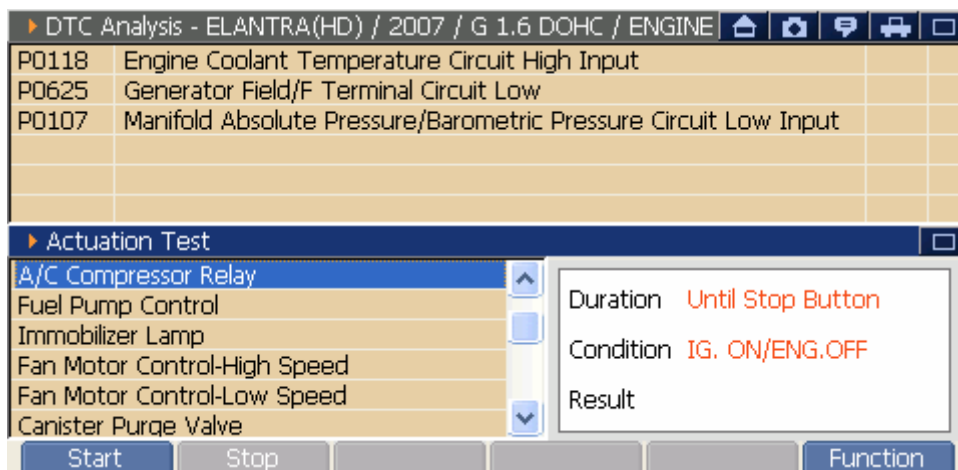 DTC Analysis - ELANTRA(HD) / 2007 / G 1.6 DOHC / ENGINE
P0118 Engine Coolant Temperature Circuit High Input
P0625 Generator Field/F Terminal Circuit Low
P0107 Manifold Absolute Pressure/Barometric Pressure Circuit Low Input
Actuation Test
A/C Compressor Relay
Fuel Pump Control
Immobilizer Lamp
Fan Motor Control-High Speed
Fan Motor Control-Low Speed
Canister Purge Valve
Duration Until Stop Button
Condition IG. ON/ENG.OFF
Result
Start Stop Function